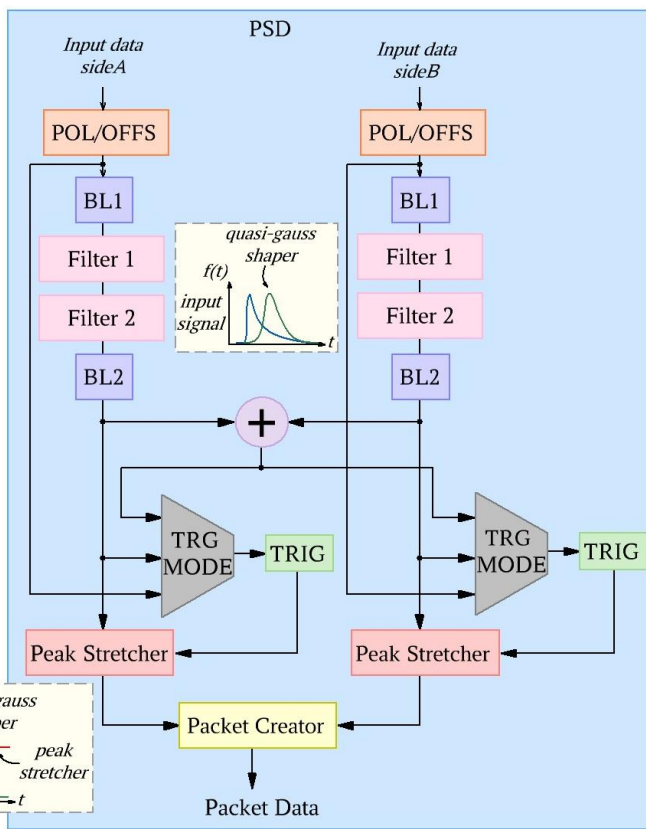 PSD
Input data
sideA
Input data
sideB
POL/OFFS
POL/OFFS
BL1
BL1
Filter 1
Filter 1
quasi-gauss
shaper
f(t)
input
signal
t
Filter 2
Filter 2
BL2
BL2
+
TRG
MODE
TRIG
TRG
MODE
TRIG
Peak Stretcher
Peak Stretcher
peak
stretcher
t
Packet Creator
Packet Data